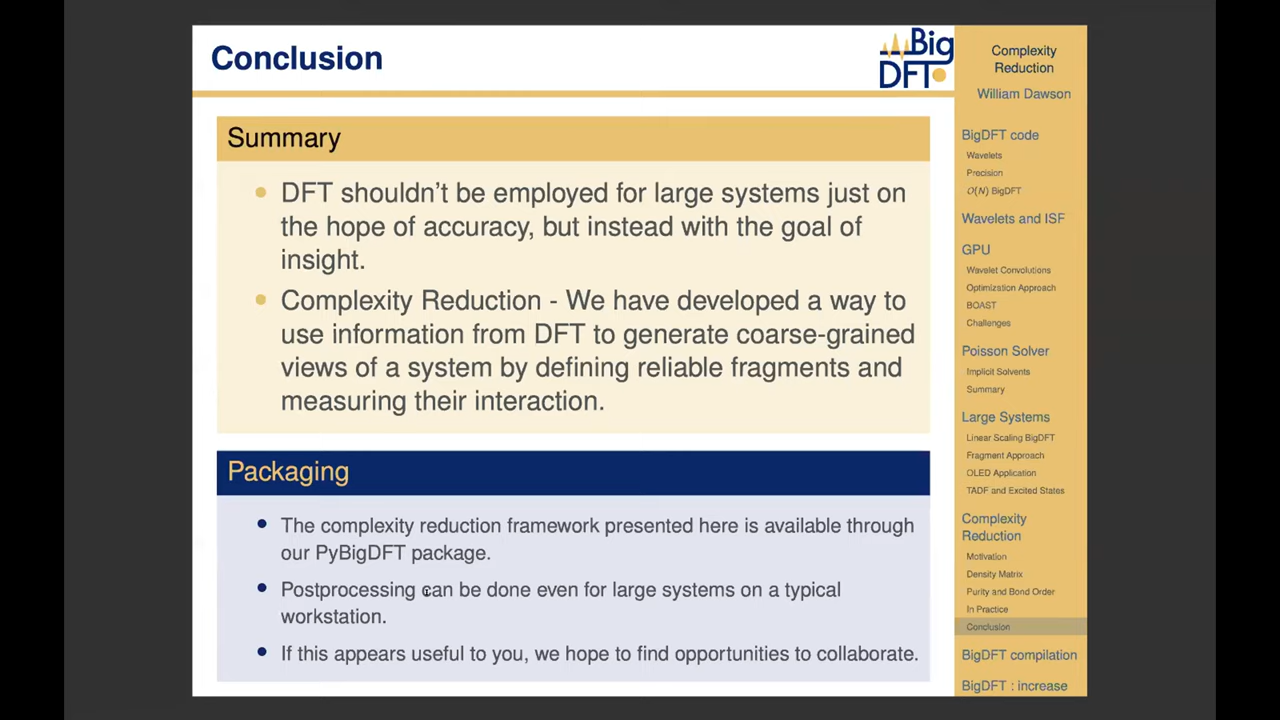 Conclusion
Big
DFT
Summary
DFT shouldn't be employed for large systems just on
the hope of accuracy, but instead with the goal of
insight.
Complexity Reduction - We have developed a way to
use information from DFT to generate coarse-grained
views of a system by defining reliable fragments and
measuring their interaction.
Packaging
The complexity reduction framework presented here is available through
our PyBigDFT package.
Postprocessing can be done even for large systems on a typical
workstation.
If this appears useful to you, we hope to find opportunities to collaborate.
Complexity
Reduction
William Dawson
BigDFT code
Wavelets
Precision
O(N) BigDFT
Wavelets and ISF
GPU
Wavelet Convolutions
Optimization Approach
BOAST
Challenges
Poisson Solver
Implicit Solvents
Summary
Large Systems
Linear Scaling BigDFT
Fragment Approach
OLED Application
TADF and Excited States
Complexity
Reduction
Motivation
Density Matrix
Purity and Bond Order
In Practice
Conclusion
BigDFT compilation
BigDFT : increase